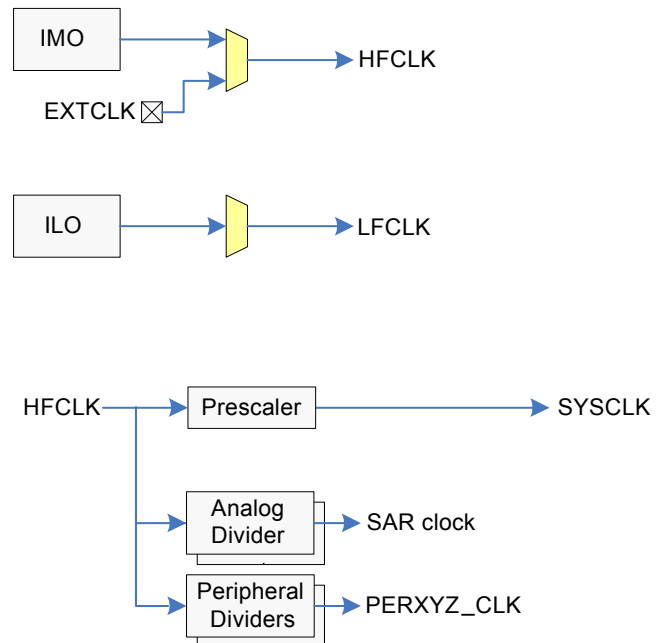 IMO
HFCLK
EXTCLK
ILO
LFCLK
HFCLK
Prescaler
SYSCLK
Analog
Divider
SAR clock
Peripheral
Dividers
PERXYZ_CLK